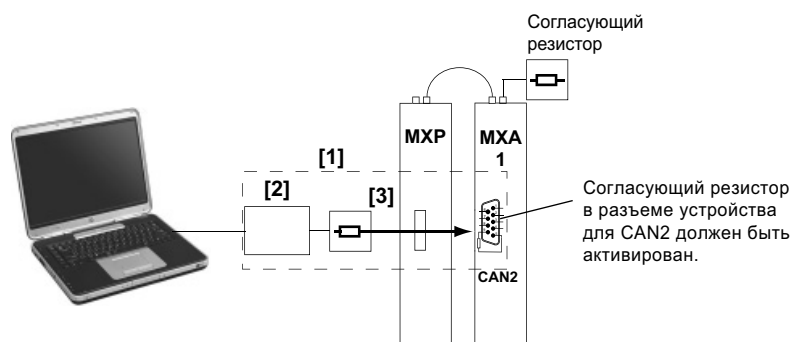 Согласующий
резистор
MXP
MXA
1
[1]
[2]
[3]
Согласующий резистор
в разъеме устройства
для CAN2 должен быть
активирован.
CAN2